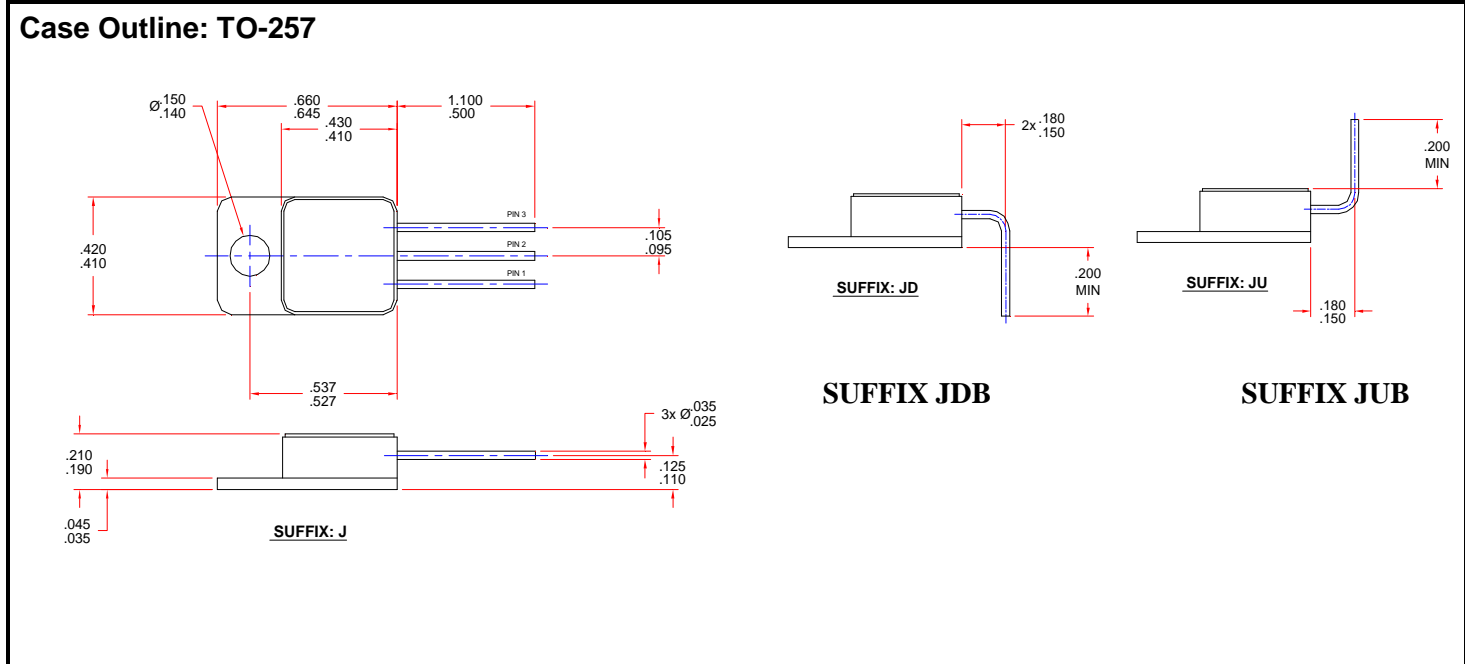 Case Outline: TO-257
Ø.150
.140
.660
.645
1.100
.500
.430
.410
PIN 3
PIN 2
PIN 1
.420
.410
.105
.095
.537
.527
.210
.190
3x Ø.035
.025
.125
.110
.045
.035
SUFFIX: J
2x .180
.150
.200
MIN
SUFFIX: JD
SUFFIX JDB
.200
MIN
SUFFIX: JU
.180
.150
SUFFIX JUB